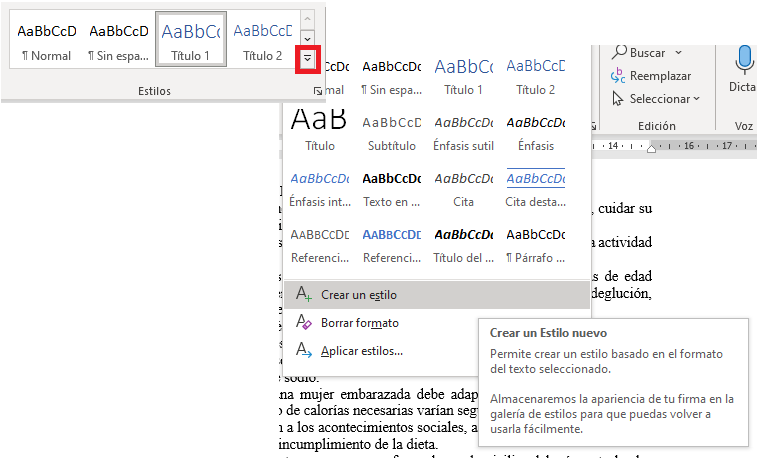 AaBbCcDc AaBbCcDc AaBbCc AaBbCcD
¶ Normal ¶ Sin espa... Título 1 Título 2
Estilos
AaBbCcDc AaBbCcD AaBbCcD
mal ¶ Sin espa... Título 1 Título 2
AaB AaBbCcD AaBbCcDc AaBbCcDc
Título Subtítulo Énfasis sutil Énfasis
AaBbCcDc AaBbCcDc AaBbCcDc AaBbCcDc
Énfasis int... Texto en ... Cita Cita desta...
AaBbCcDd AaBbCcDd AaBbCcDc AaBbCcDc
Referenci... Referenci... Título del ... ¶ Párrafo ...
Crear un estilo
Borrar formato
Aplicar estilos...
Buscar
Reemplazar
Seleccionar
Edición
Dicta
Voz
14 16 17
, cuidar su
a actividad
s de edad
deglución,
Crear un Estilo nuevo
Permite crear un estilo basado en el formato
del texto seleccionado.
Almacenaremos la apariencia de tu firma en la
galería de estilos para que puedas volver a
usarla fácilmente.
sodio.
na mujer embarazada debe adap
o de calorías necesarias varían seg
n a los acontecimientos sociales, a
incumplimiento de la dieta.